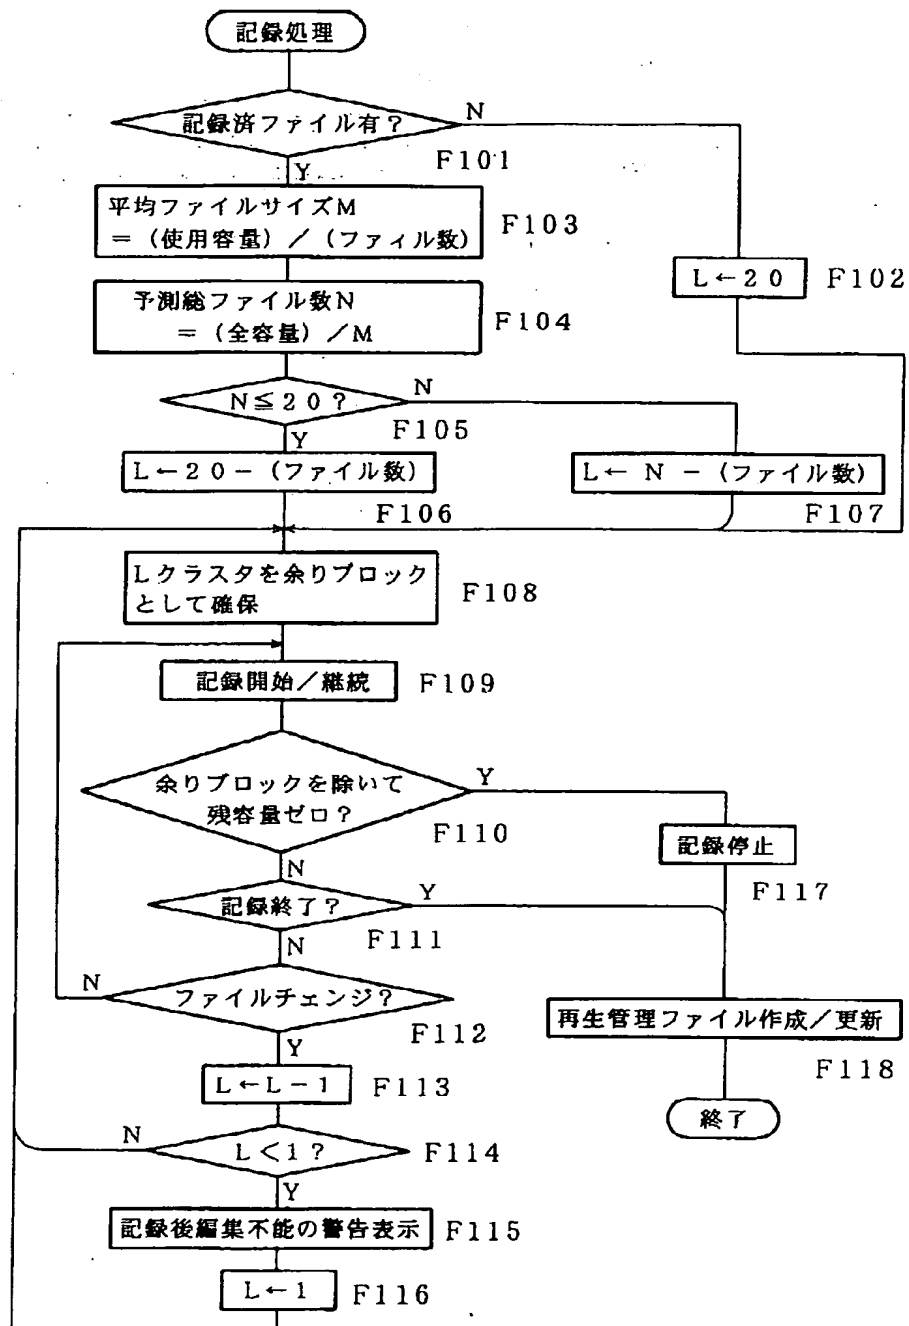 記録処理
記録済ファイル有?
N
Y
F101
平均ファイルサイズM
=(使用容量)/(ファィル数)
F103
L←20
F102
予測総ファイル数N
=(全容量)/M
F104
N≦20?
N
Y
F105
L←20-(ファイル数)
F106
L← N -(ファイル数)
F107
Lクラスタを余りブロック
として確保
F108
記録開始/継続
F109
余りブロックを除いて
残容量ゼロ?
Y
N
F110
記録停止
F117
記録終了?
Y
N
F111
ファイルチェンジ?
N
Y
F112
再生管理ファイル作成/更新
F118
L←L-1
F113
終了
L<1?
N
Y
F114
記録後編集不能の警告表示
F115
L←1
F116